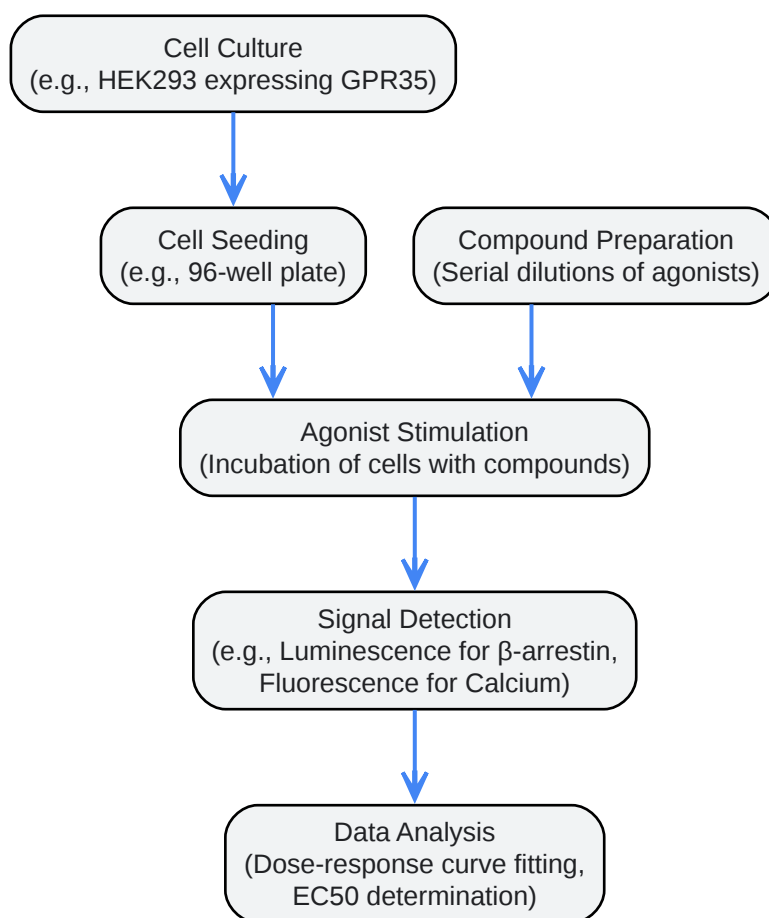 Cell Culture
(e.g., HEK293 expressing GPR35)
Cell Seeding
(e.g., 96-well plate)
Compound Preparation
(Serial dilutions of agonists)
Agonist Stimulation
(Incubation of cells with compounds)
Signal Detection
(e.g., Luminescence for β-arrestin,
Fluorescence for Calcium)
Data Analysis
(Dose-response curve fitting,
EC50 determination)